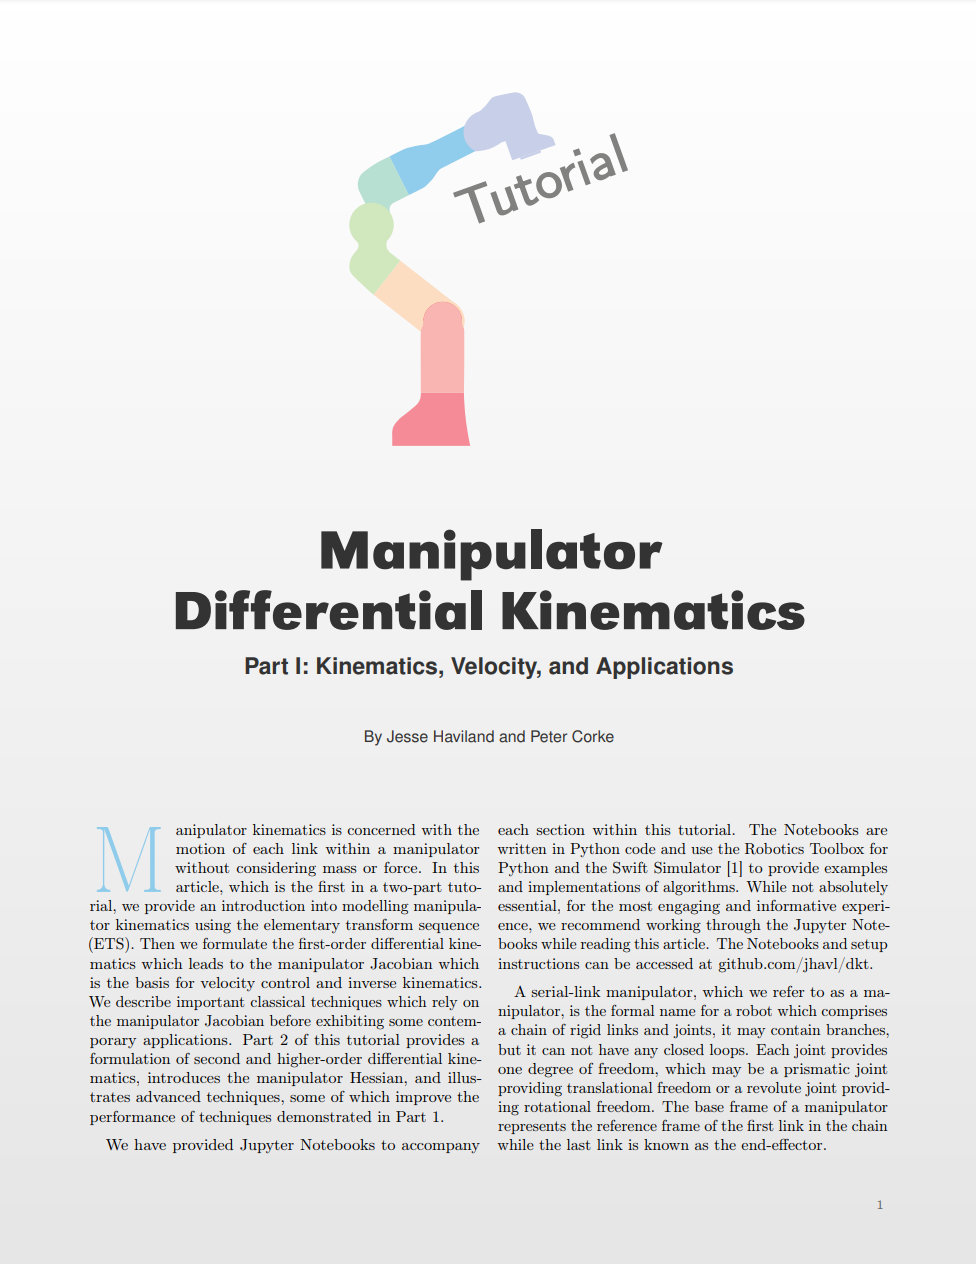 Tutorial
Manipulator
Differential Kinematics
Part I: Kinematics, Velocity, and Applications
By Jesse Haviland and Peter Corke
Manipulator kinematics is concerned with the
motion of each link within a manipulator
without considering mass or force. In this
article, which is the first in a two-part tuto-
rial, we provide an introduction into modelling manipula-
tor kinematics using the elementary transform sequence
(ETS). Then we formulate the first-order differential kine-
matics which leads to the manipulator Jacobian which
is the basis for velocity control and inverse kinematics.
We describe important classical techniques which rely on
the manipulator Jacobian before exhibiting some contem-
porary applications. Part 2 of this tutorial provides a
formulation of second and higher-order differential kine-
matics, introduces the manipulator Hessian, and illus-
trates advanced techniques, some of which improve the
performance of techniques demonstrated in Part 1.
We have provided Jupyter Notebooks to accompany
each section within this tutorial. The Notebooks are
written in Python code and use the Robotics Toolbox for
Python and the Swift Simulator [1] to provide examples
and implementations of algorithms. While not absolutely
essential, for the most engaging and informative experi-
ence, we recommend working through the Jupyter Note-
books while reading this article. The Notebooks and setup
instructions can be accessed at github.com/jhavl/dkt.
A serial-link manipulator, which we refer to as a ma-
nipulator, is the formal name for a robot which comprises
a chain of rigid links and joints, it may contain branches,
but it can not have any closed loops. Each joint provides
one degree of freedom, which may be a prismatic joint
providing translational freedom or a revolute joint provid-
ing rotational freedom. The base frame of a manipulator
represents the reference frame of the first link in the chain
while the last link is known as the end-effector.
1